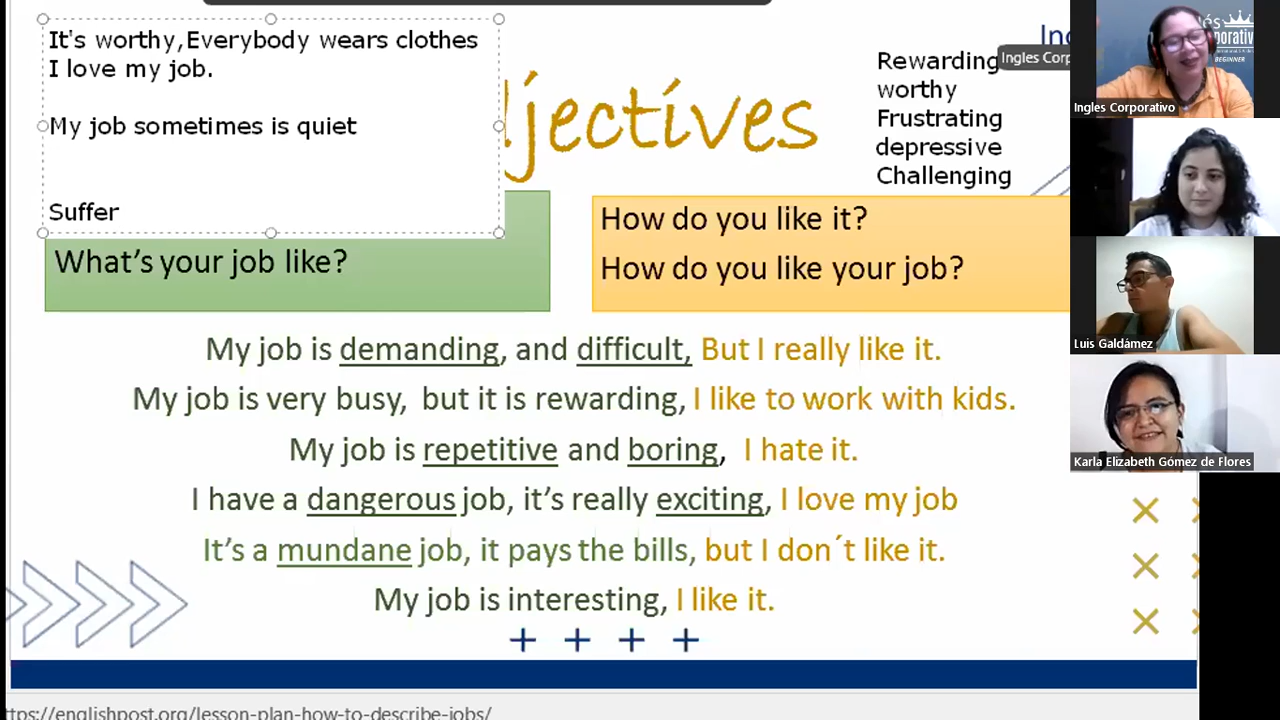 It's worthy,Everybody wears clothes
I love my job.
My job sometimes is quiet
Suffer
djectives
Rewarding
worthy
Frustrating
depressive
Challenging
What's your job like?
How do you like it?
How do you like your job?
My job is demanding, and difficult, But I really like it.
My job is very busy, but it is rewarding, I like to work with kids.
My job is repetitive and boring, I hate it.
I have a dangerous job, it's really exciting, I love my job
It's a mundane job, it pays the bills, but I don´t like it.
My job is interesting, I like it.
Ingles Corp
BEGINNER
Ingles Corporativo
Luis Galdámez
Karla Elizabeth Gómez de Flores
ttps://englishpost.org/lesson-plan-how-to-describe-jobs/